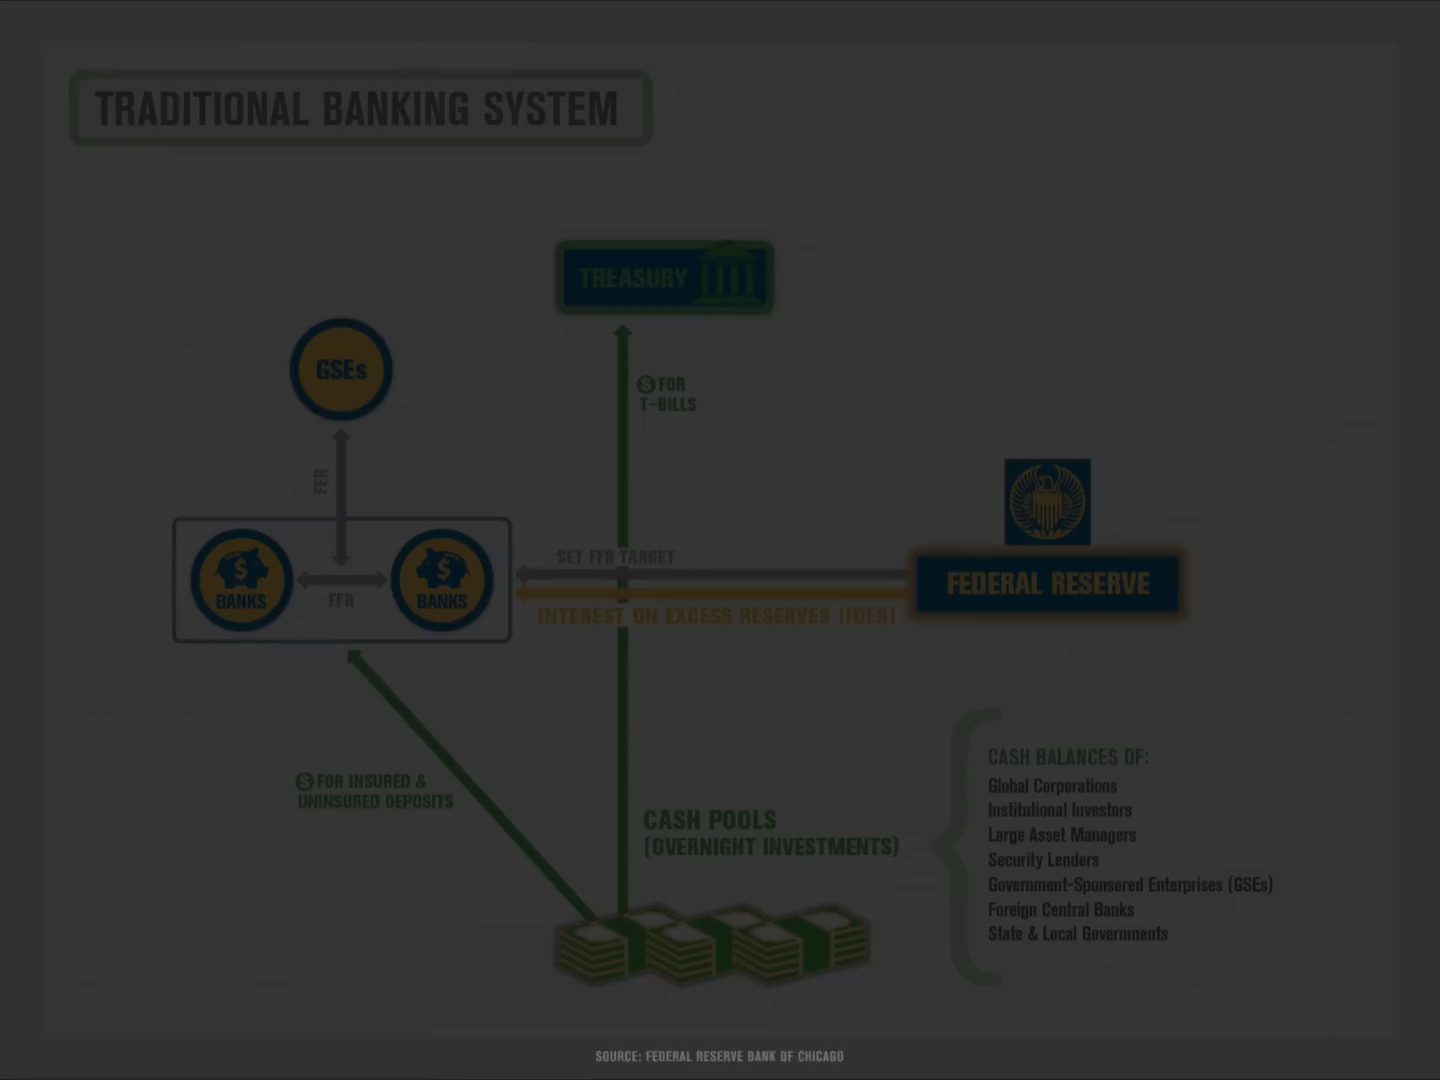 TRADITIONAL BANKING SYSTEM
TREASURY
GSEs
$ FOR
T-BILLS
FFR
SET FFR TARGET
$
BANKS
FFR
$
BANKS
INTEREST ON EXCESS RESERVES (IOER)
FEDERAL RESERVE
$ FOR INSURED &
UNINSURED DEPOSITS
CASH POOLS
(OVERNIGHT INVESTMENTS)
CASH BALANCES OF:
Global Corporations
Institutional Investors
Large Asset Managers
Security Lenders
Government-Sponsored Enterprises (GSEs)
Foreign Central Banks
State & Local Governments
SOURCE: FEDERAL RESERVE BANK OF CHICAGO